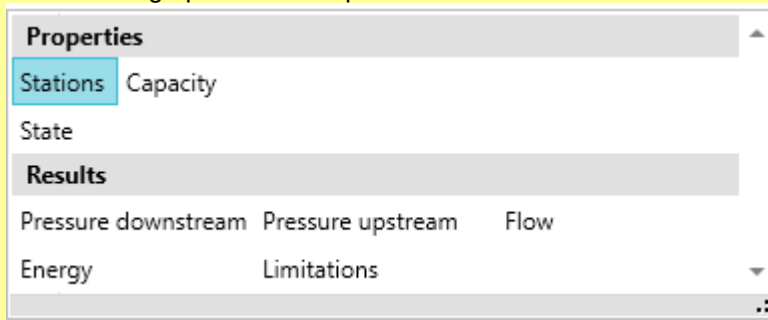 Properties
Stations Capacity
State
Results
Pressure downstream Pressure upstream Flow
Energy Limitations